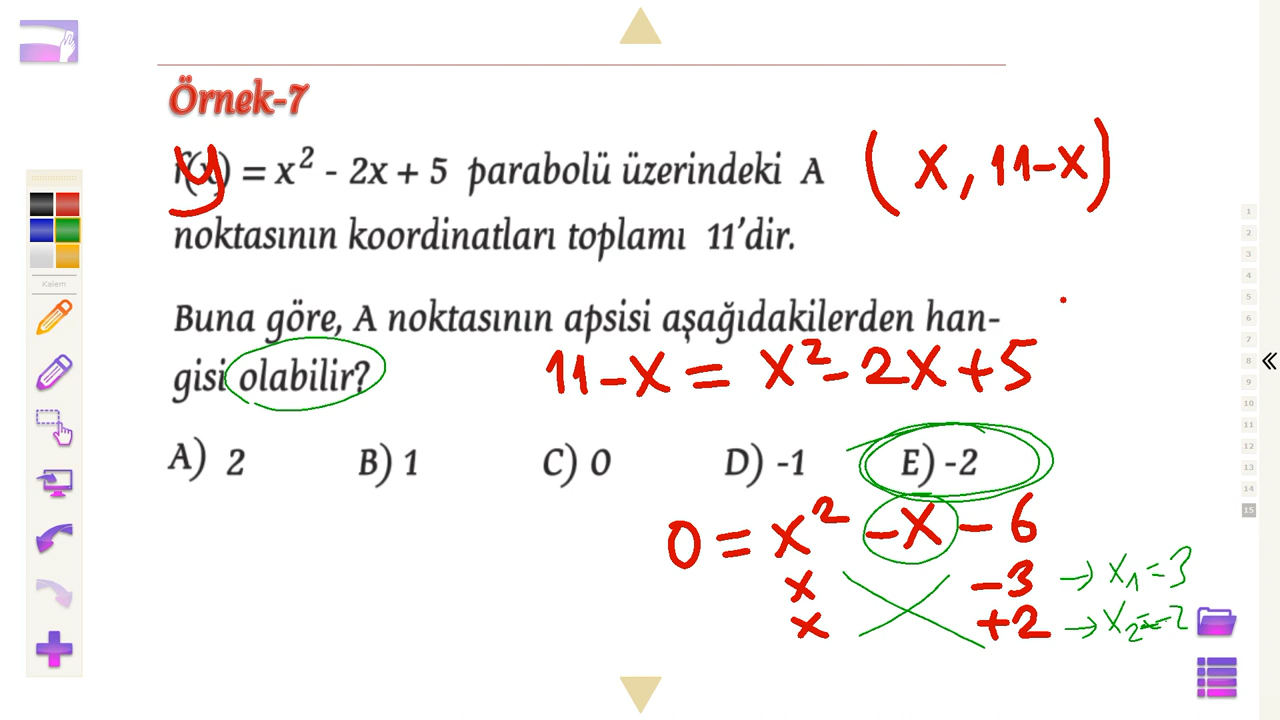 Örnek-7
f(x) = x² - 2x + 5 parabolü üzerindeki A (x, 11-x)
y
noktasının koordinatları toplamı 11'dir.
Buna göre, A noktasının apsisi aşağıdakilerden han-
gisi olabilir?
11-x = x²-2x+5
A) 2 B) 1 C) 0 D) -1 E) -2
0 = x² -x - 6
x -3 → x₁=3
x +2 → x₂=-2
Kalem
1
2
3
4
5
6
7
8
9
10
11
12
13
14
15